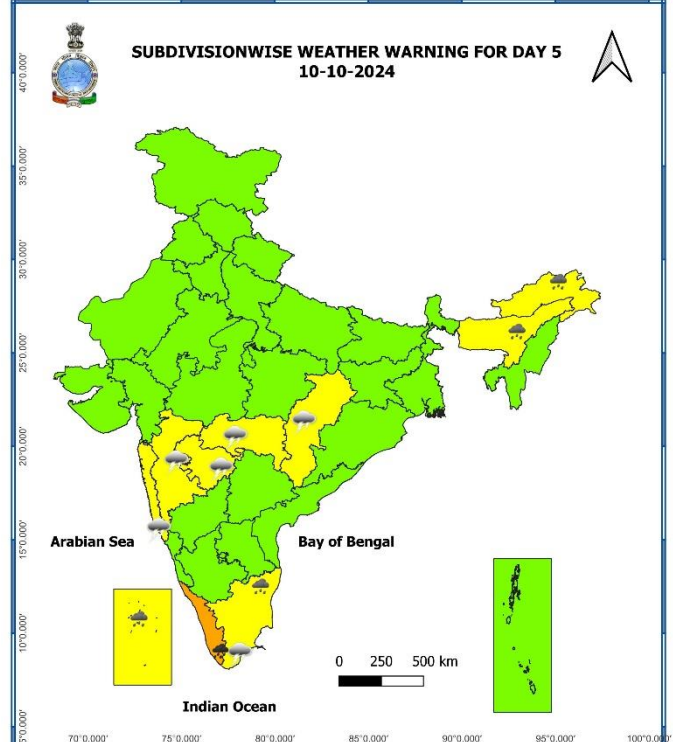 SUBDIVISIONWISE WEATHER WARNING FOR DAY 5
10-10-2024
40°0.000'
35°0.000'
30°0.000'
25°0.000'
20°0.000'
15°0.000'
10°0.000'
5°0.000'
Arabian Sea
Bay of Bengal
0 250 500 km
Indian Ocean
70°0.000' 75°0.000' 80°0.000' 85°0.000' 90°0.000' 95°0.000' 100°0.000'